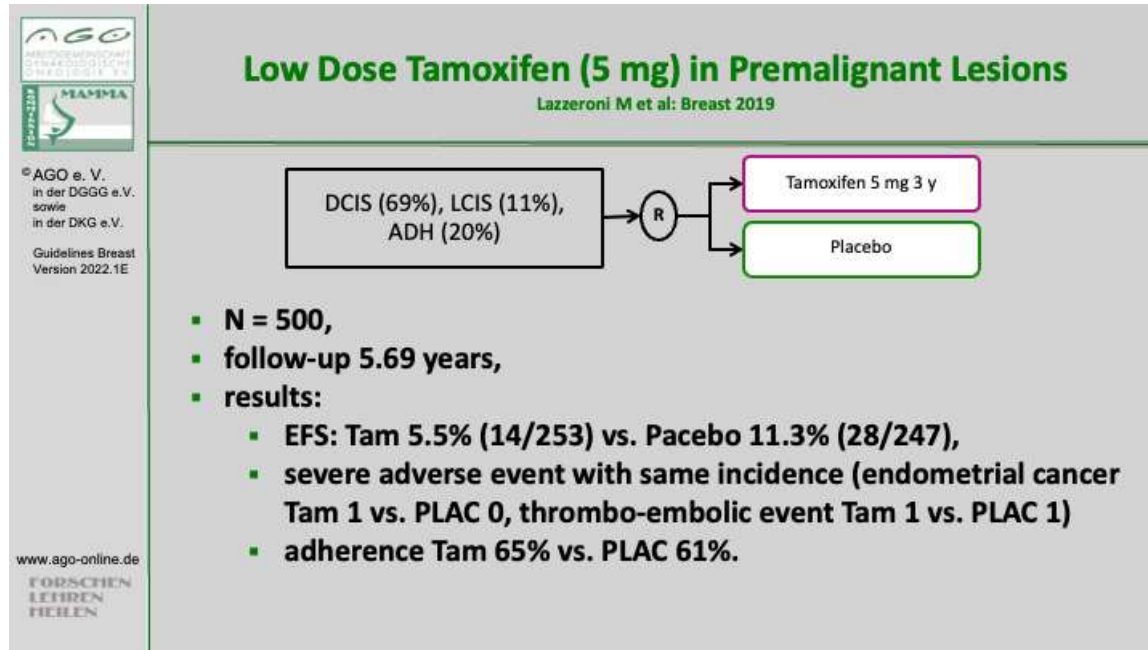 AGO
ARBEITSGEMEINSCHAFT
GYNÄKOLOGISCHE
ONKOLOGIE E.V.
MAMMA
© AGO e. V.
in der DGGG e.V.
sowie
in der DKG e.V.
Guidelines Breast
Version 2022.1E
www.ago-online.de
FORSCHEN
LEHREN
HEILEN
Low Dose Tamoxifen (5 mg) in Premalignant Lesions
Lazzeroni M et al: Breast 2019
DCIS (69%), LCIS (11%),
ADH (20%)
R
Tamoxifen 5 mg 3 y
Placebo
▪ N = 500,
▪ follow-up 5.69 years,
▪ results:
▪ EFS: Tam 5.5% (14/253) vs. Pacebo 11.3% (28/247),
▪ severe adverse event with same incidence (endometrial cancer
Tam 1 vs. PLAC 0, thrombo-embolic event Tam 1 vs. PLAC 1)
▪ adherence Tam 65% vs. PLAC 61%.